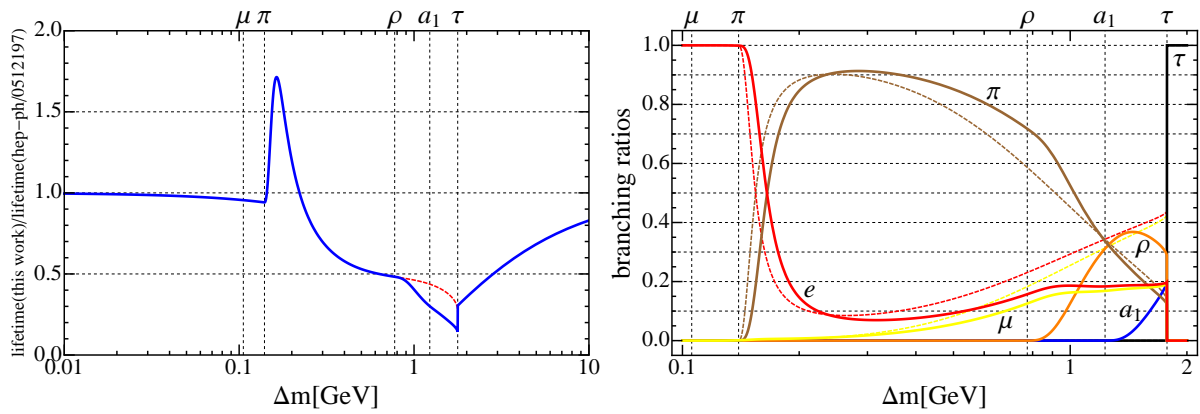 μ π ρ a1 τ
2.0
1.5
1.0
0.5
0.0
lifetime(this work)/lifetime(hep−ph/0512197)
0.01 0.1 1 10
Δm[GeV]
μ π ρ a1 τ
1.0
0.8
0.6
0.4
0.2
0.0
branching ratios
τ
π
ρ
e
μ
a1
0.1 1 2
Δm[GeV]